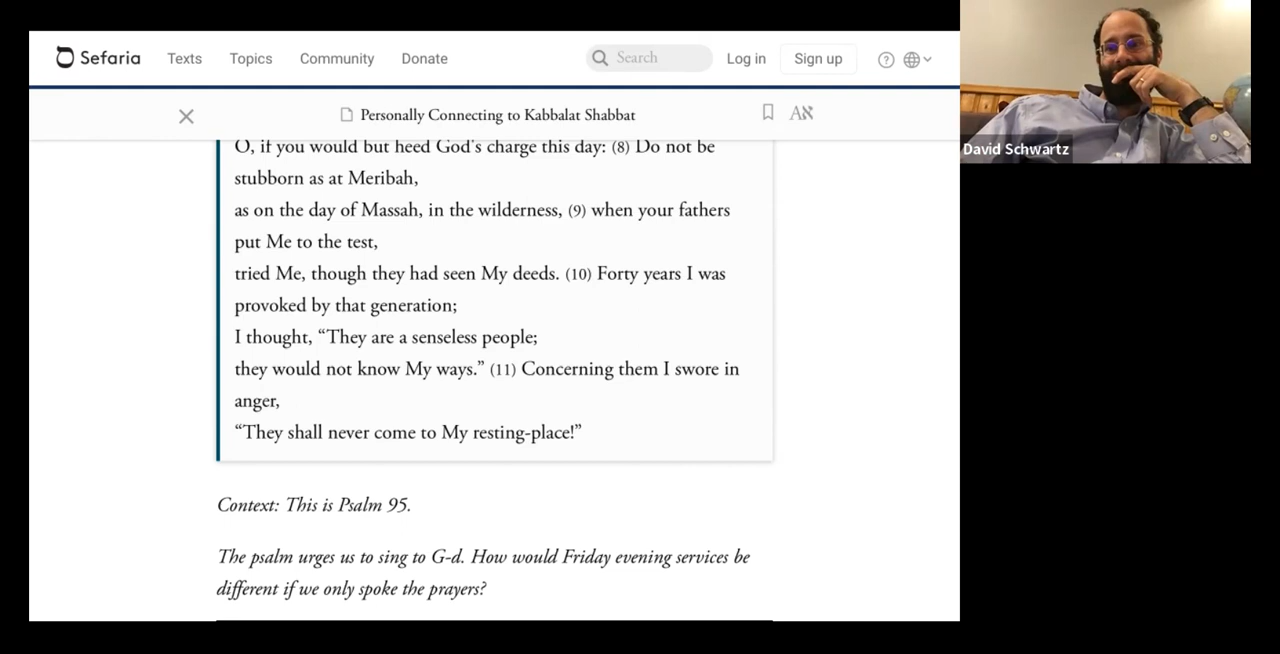 Sefaria Texts Topics Community Donate Search Log in Sign up
Personally Connecting to Kabbalat Shabbat Aא
O, if you would but heed God's charge this day: (8) Do not be
stubborn as at Meribah,
as on the day of Massah, in the wilderness, (9) when your fathers
put Me to the test,
tried Me, though they had seen My deeds. (10) Forty years I was
provoked by that generation;
I thought, “They are a senseless people;
they would not know My ways.” (11) Concerning them I swore in
anger,
“They shall never come to My resting-place!”
Context: This is Psalm 95.
The psalm urges us to sing to G-d. How would Friday evening services be
different if we only spoke the prayers?
David Schwartz